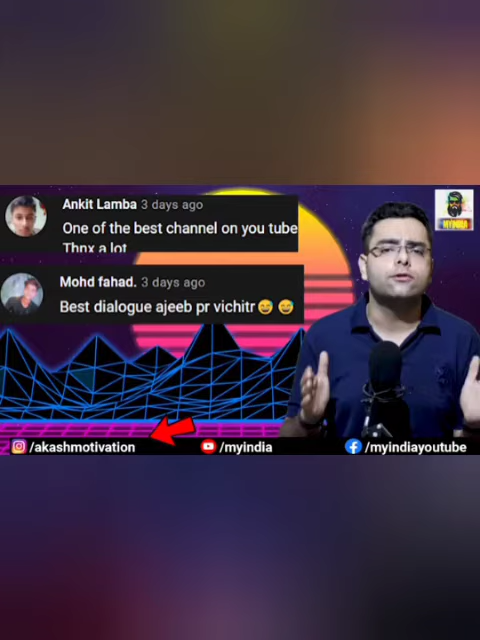 Ankit Lamba 3 days ago
One of the best channel on you tube
Thnx a lot
Mohd fahad. 3 days ago
Best dialogue ajeeb pr vichitr😅 😅
MYINDIA
/akashmotivation
/myindia
/myindiayoutube